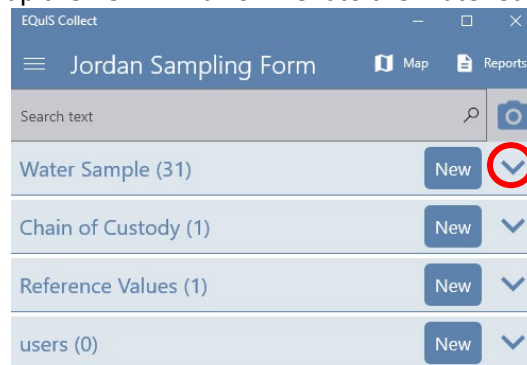 EQuIS Collect
Jordan Sampling Form Map Reports
Search text
Water Sample (31) New
Chain of Custody (1) New
Reference Values (1) New
users (0) New